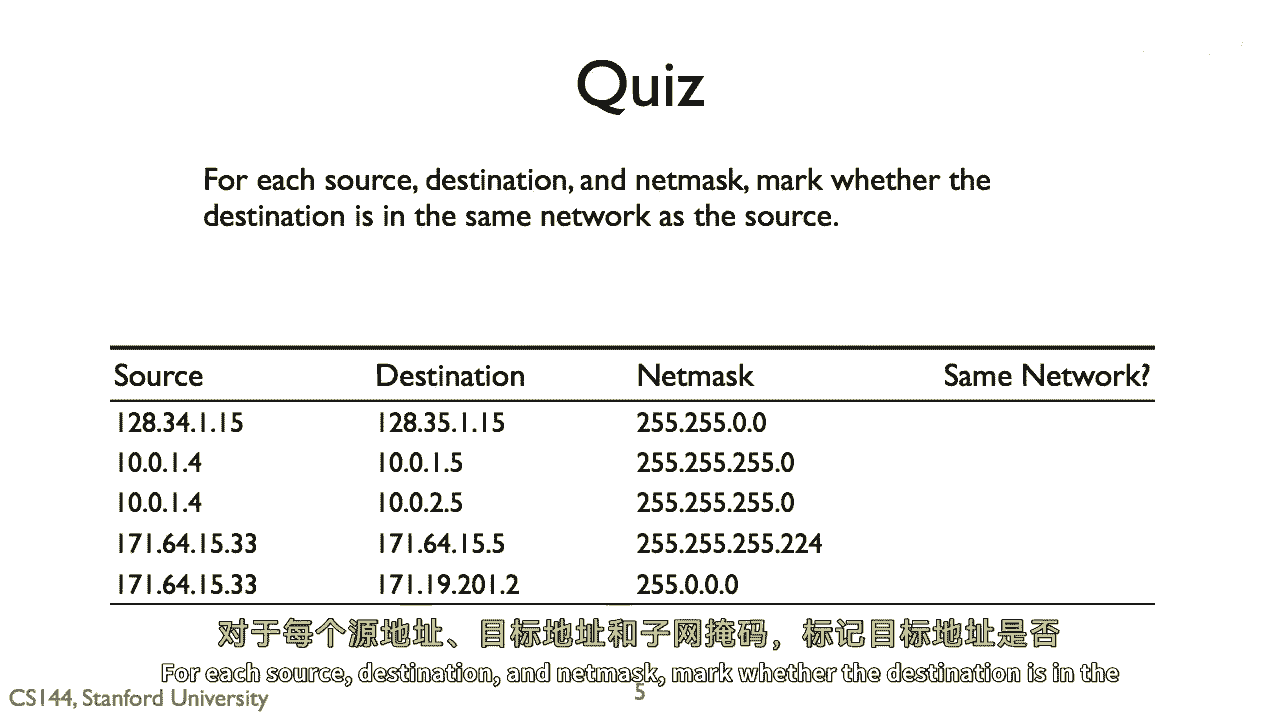 Quiz
For each source, destination, and netmask, mark whether the
destination is in the same network as the source.
Source Destination Netmask Same Network?
128.34.1.15 128.35.1.15 255.255.0.0
10.0.1.4 10.0.1.5 255.255.255.0
10.0.1.4 10.0.2.5 255.255.255.0
171.64.15.33 171.64.15.5 255.255.255.224
171.64.15.33 171.19.201.2 255.0.0.0
对于每个源地址、目标地址和子网掩码，标记目标地址是否
For each source, destination, and netmask, mark whether the destination is in the
CS144, Stanford University 5